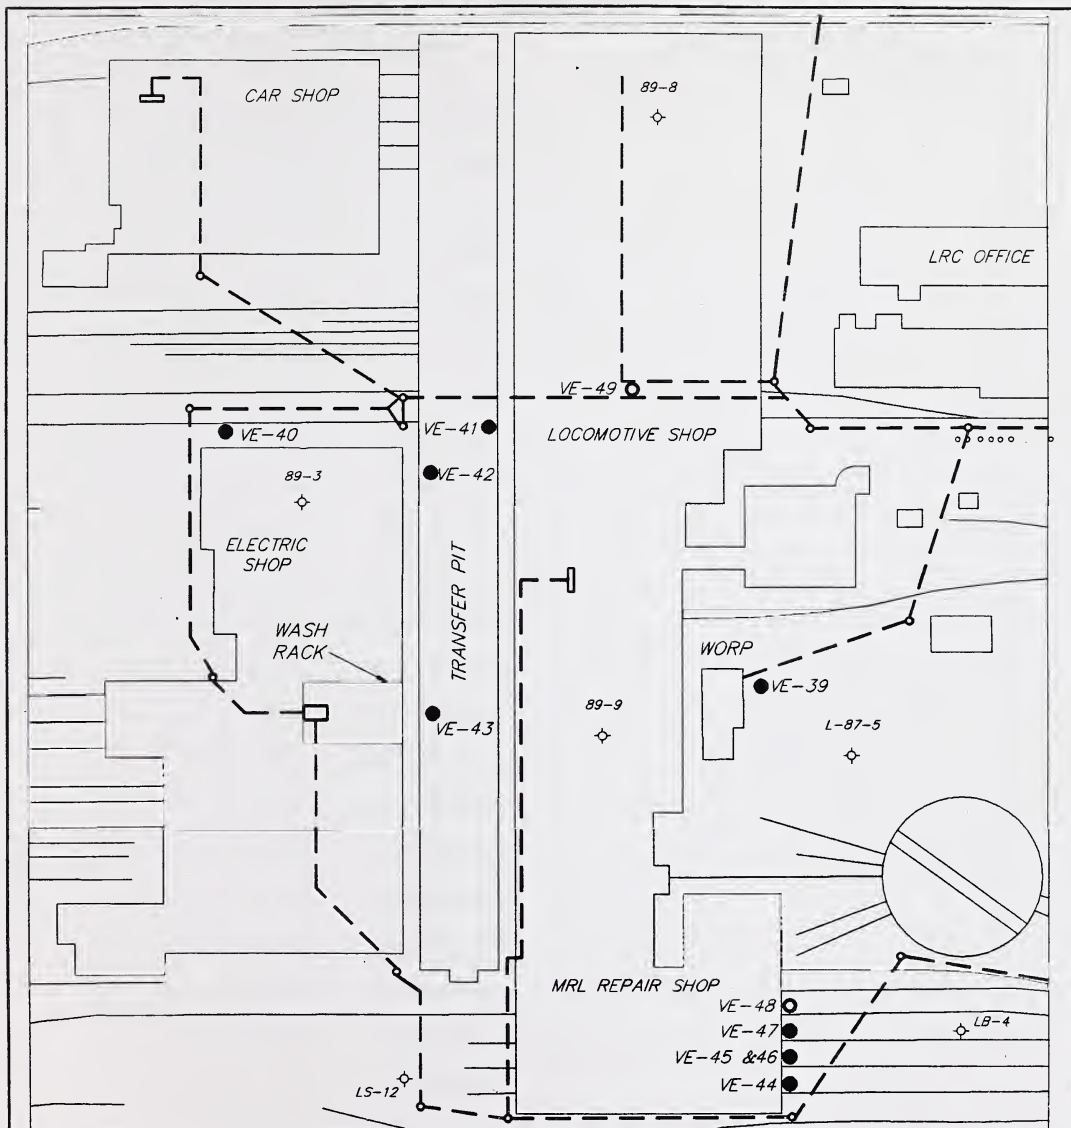 89-8
CAR SHOP
LRC OFFICE
VE-49
VE-40
VE-41
LOCOMOTIVE SHOP
VE-42
89-3
ELECTRIC
SHOP
TRANSFER PIT
WASH
RACK
WORP
VE-39
89-9
L-87-5
VE-43
MRL REPAIR SHOP
VE-48
VE-47
LB-4
VE-45 &46
VE-44
LS-12